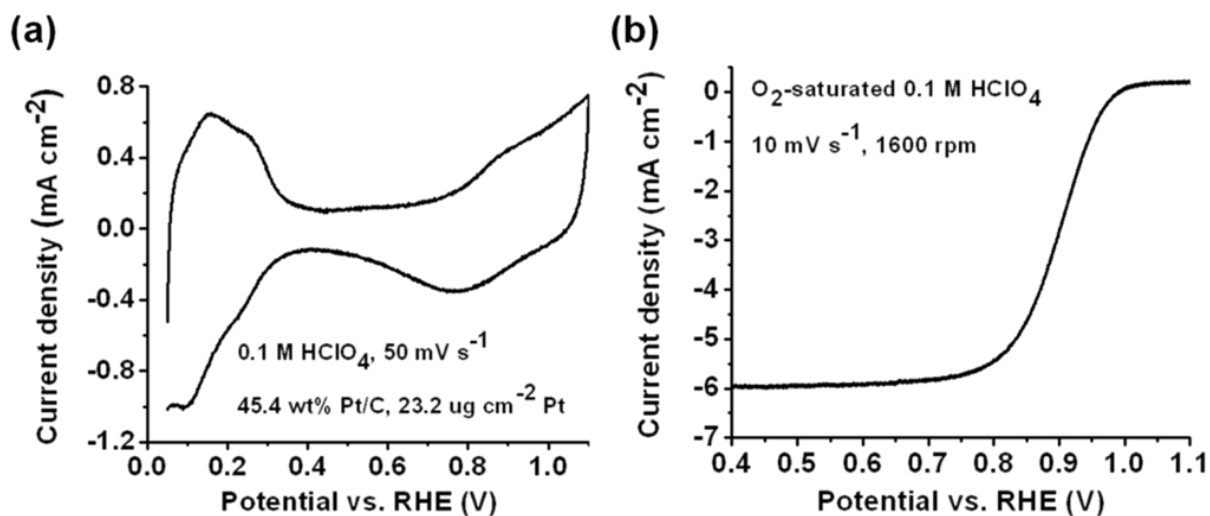 (a)
Current density (mA cm-2)
0.8
0.4
0.0
-0.4
-0.8
-1.2
0.1 M HClO4, 50 mV s-1
45.4 wt% Pt/C, 23.2 ug cm-2 Pt
0.0 0.2 0.4 0.6 0.8 1.0
Potential vs. RHE (V)
(b)
Current density (mA cm-2)
0
-1
-2
-3
-4
-5
-6
-7
O2-saturated 0.1 M HClO4
10 mV s-1, 1600 rpm
0.4 0.5 0.6 0.7 0.8 0.9 1.0 1.1
Potential vs. RHE (V)